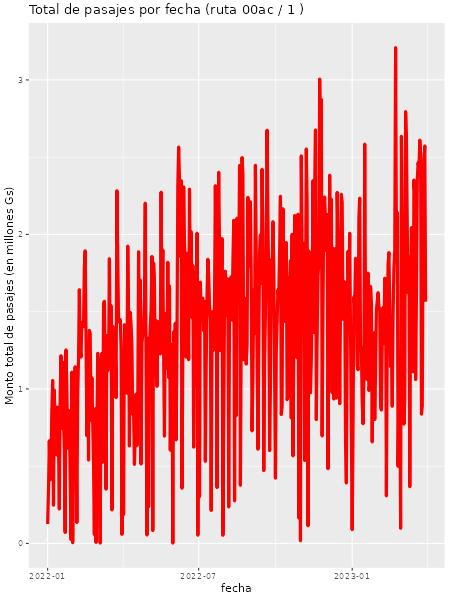 Total de pasajes por fecha (ruta 00ac / 1 )
Monto total de pasajes (en millones Gs)
3
2
1
0
2022-01
2022-07
2023-01
fecha